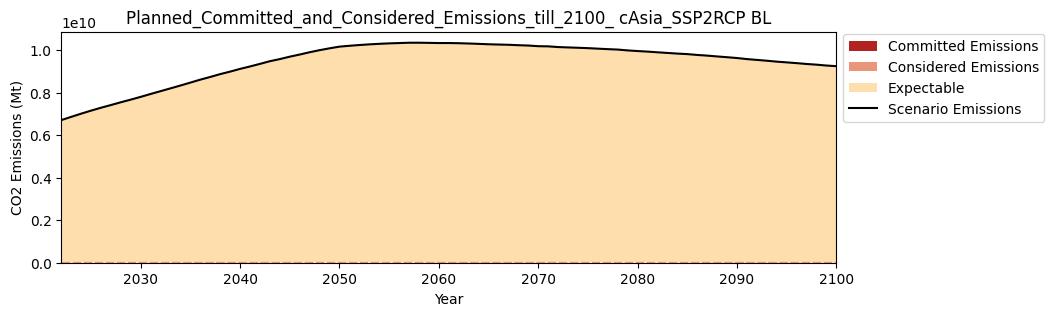 Planned_Committed_and_Considered_Emissions_till_2100_ cAsia_SSP2RCP BL
1e10
1.0
0.8
0.6
0.4
0.2
0.0
CO2 Emissions (Mt)
2030 2040 2050 2060 2070 2080 2090 2100
Year
Committed Emissions
Considered Emissions
Expectable
Scenario Emissions